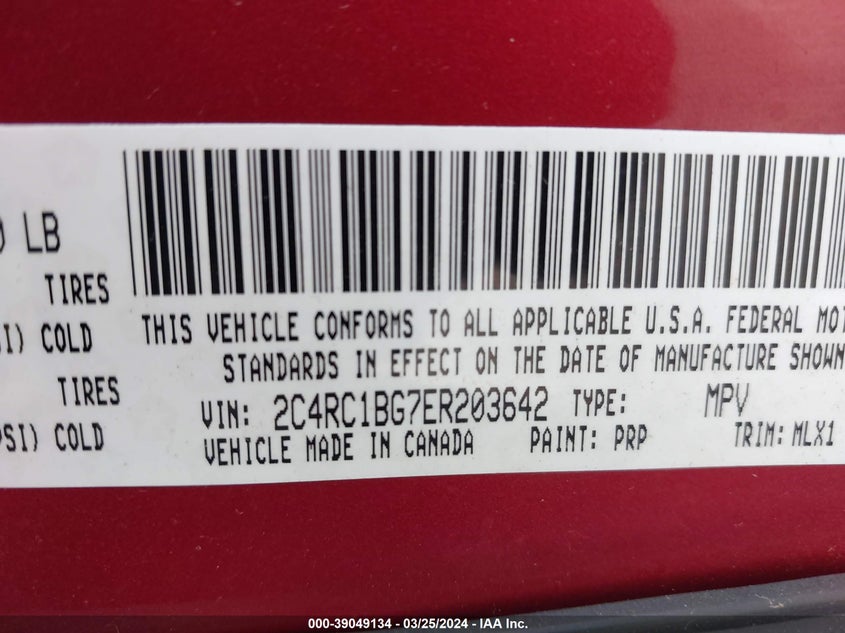 LB
TIRES
COLD
TIRES
COLD
THIS VEHICLE CONFORMS TO ALL APPLICABLE U.S.A. FEDERAL MOT
STANDARDS IN EFFECT ON THE DATE OF MANUFACTURE SHOWN
VIN: 2C4RC1BG7ER203642 TYPE: MPV
VEHICLE MADE IN CANADA PAINT: PRP TRIM: MLX1
000-39049134 — 03/25/2024 — IAA Inc.